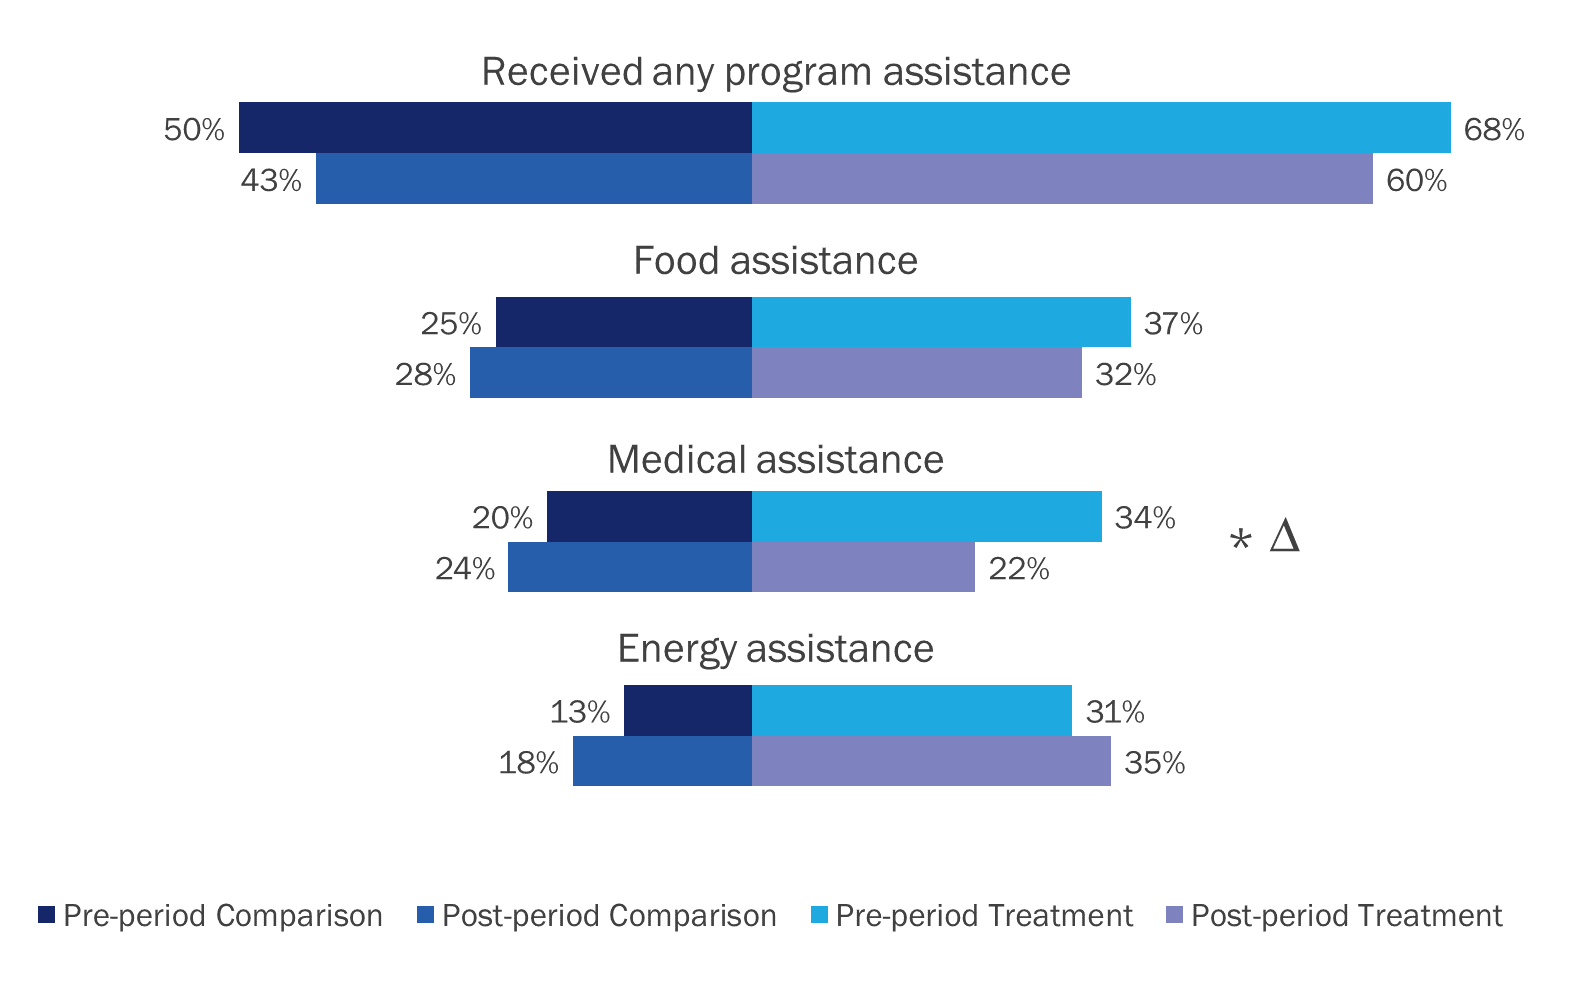 Received any program assistance
50% 68%
43% 60%
Food assistance
25% 37%
28% 32%
Medical assistance
20% 34%
* Δ
24% 22%
Energy assistance
13% 31%
18% 35%
Pre-period Comparison Post-period Comparison Pre-period Treatment Post-period Treatment